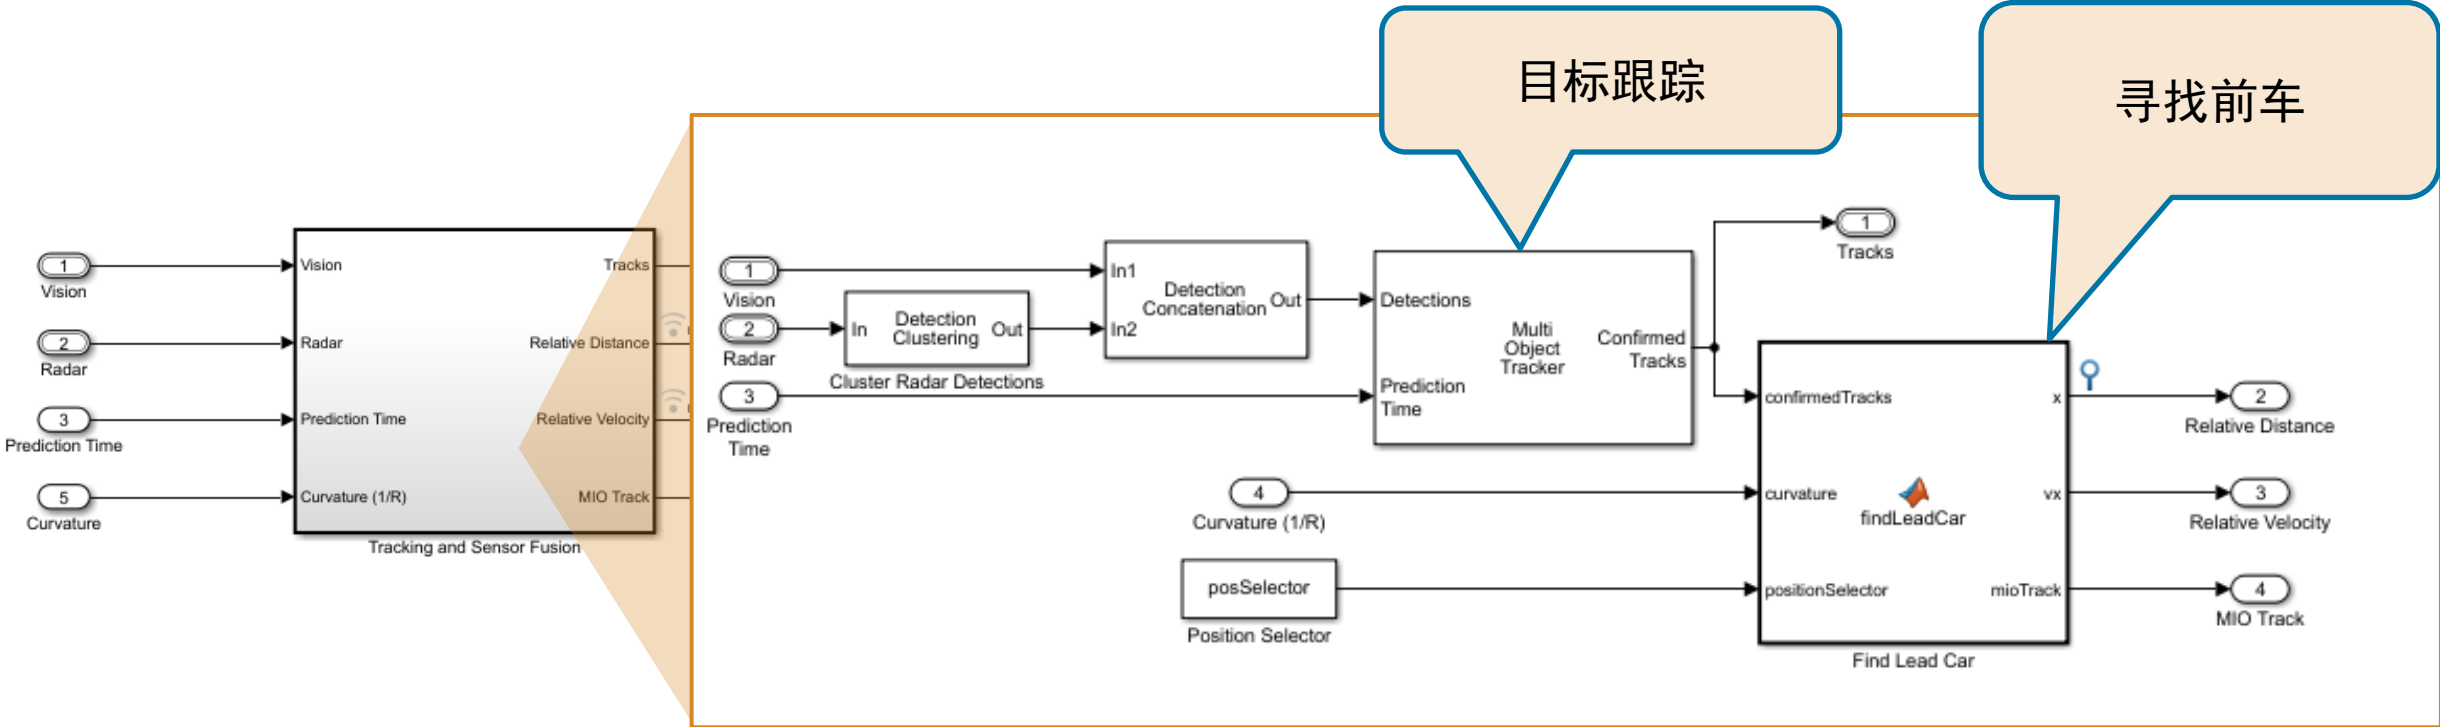 目标跟踪
寻找前车
1
Vision
2
Radar
3
Prediction Time
5
Curvature
Vision
Radar
Prediction Time
Curvature (1/R)
Tracks
Relative Distance
Relative Velocity
MIO Track
Tracking and Sensor Fusion
1
Vision
2
Radar
3
Prediction
Time
In
Detection
Clustering
Out
Cluster Radar Detections
In1
In2
Detection
Concatenation
Out
Detections
Prediction
Time
Multi
Object
Tracker
Confirmed
Tracks
1
Tracks
4
Curvature (1/R)
posSelector
Position Selector
confirmedTracks
curvature
positionSelector
findLeadCar
x
vx
mioTrack
Find Lead Car
2
Relative Distance
3
Relative Velocity
4
MIO Track